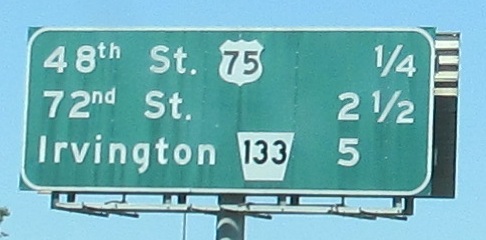 48th St. 75 1/4
72nd St. 2 1/2
Irvington 133 5